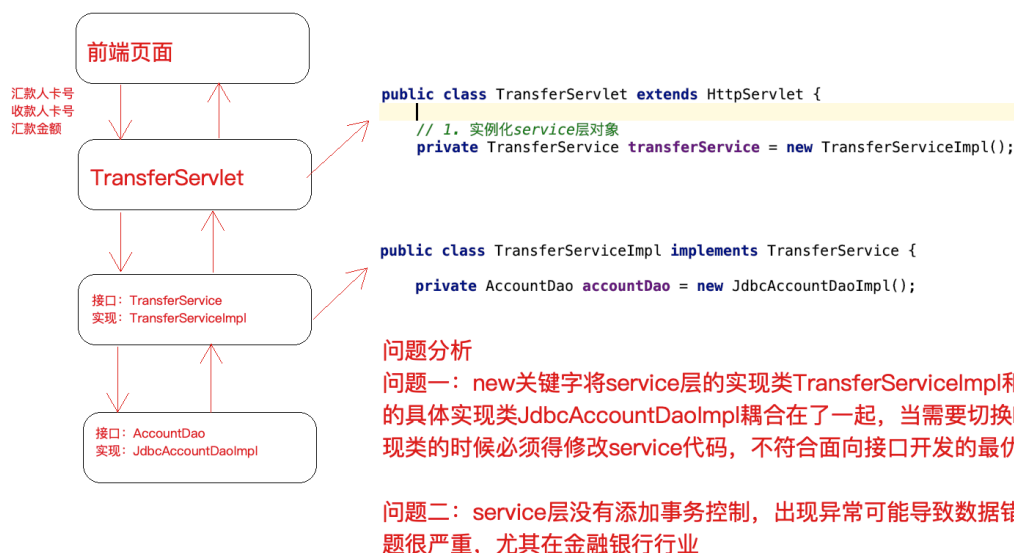 前端页面
汇款人卡号
收款人卡号
汇款金额
TransferServlet
接口：TransferService
实现：TransferServiceImpl
接口：AccountDao
实现：JdbcAccountDaoImpl
public class TransferServlet extends HttpServlet {
// 1. 实例化service层对象
private TransferService transferService = new TransferServiceImpl();
public class TransferServiceImpl implements TransferService {
private AccountDao accountDao = new JdbcAccountDaoImpl();
问题分析
问题一：new关键字将service层的实现类TransferServiceImpl和
的具体实现类JdbcAccountDaoImpl耦合在了一起，当需要切换
现类的时候必须得修改service代码，不符合面向接口开发的最优
问题二：service层没有添加事务控制，出现异常可能导致数据错
题很严重，尤其在金融银行行业